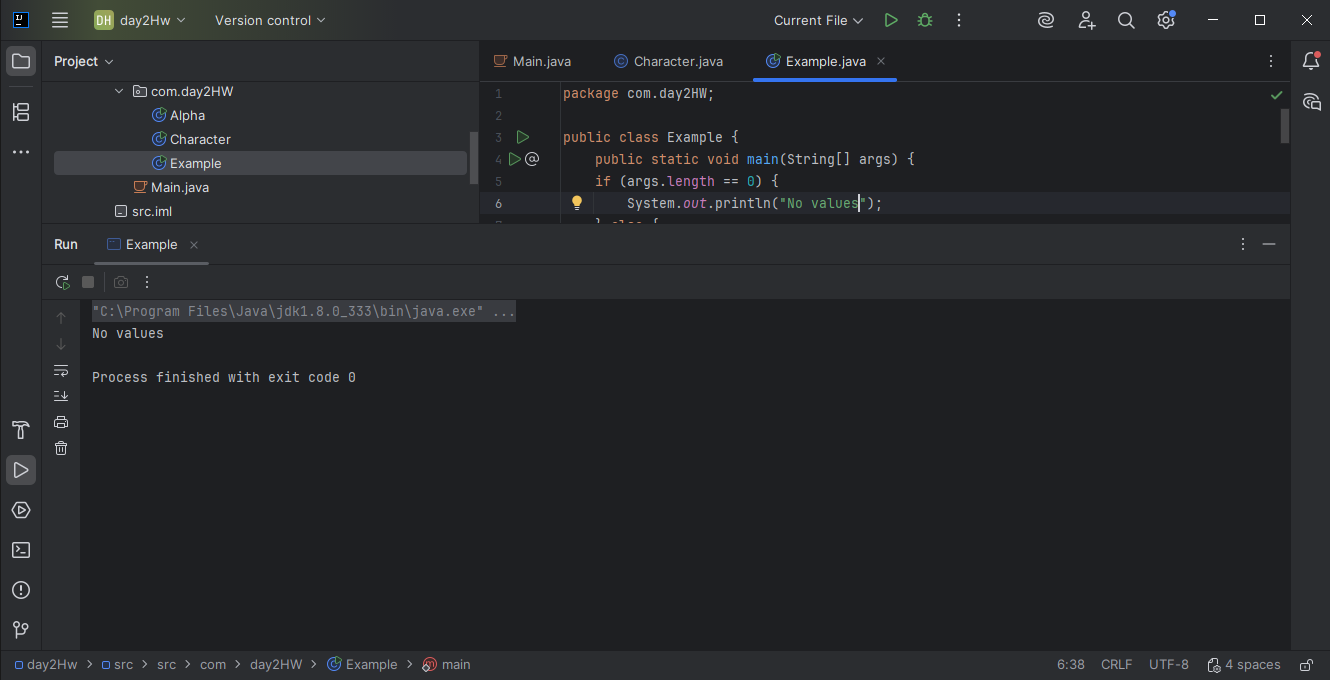 DH day2Hw Version control Current File
Project
com.day2HW
Alpha
Character
Example
Main.java
src.iml
Main.java Character.java Example.java
1 package com.day2HW;
2
3 public class Example {
4 @ public static void main(String[] args) {
5 if (args.length == 0) {
6 System.out.println("No values");
} else {
Run Example
"C:\Program Files\Java\jdk1.8.0_333\bin\java.exe" ...
No values
Process finished with exit code 0
day2Hw > src > src > com > day2HW > Example > main 6:38 CRLF UTF-8 4 spaces